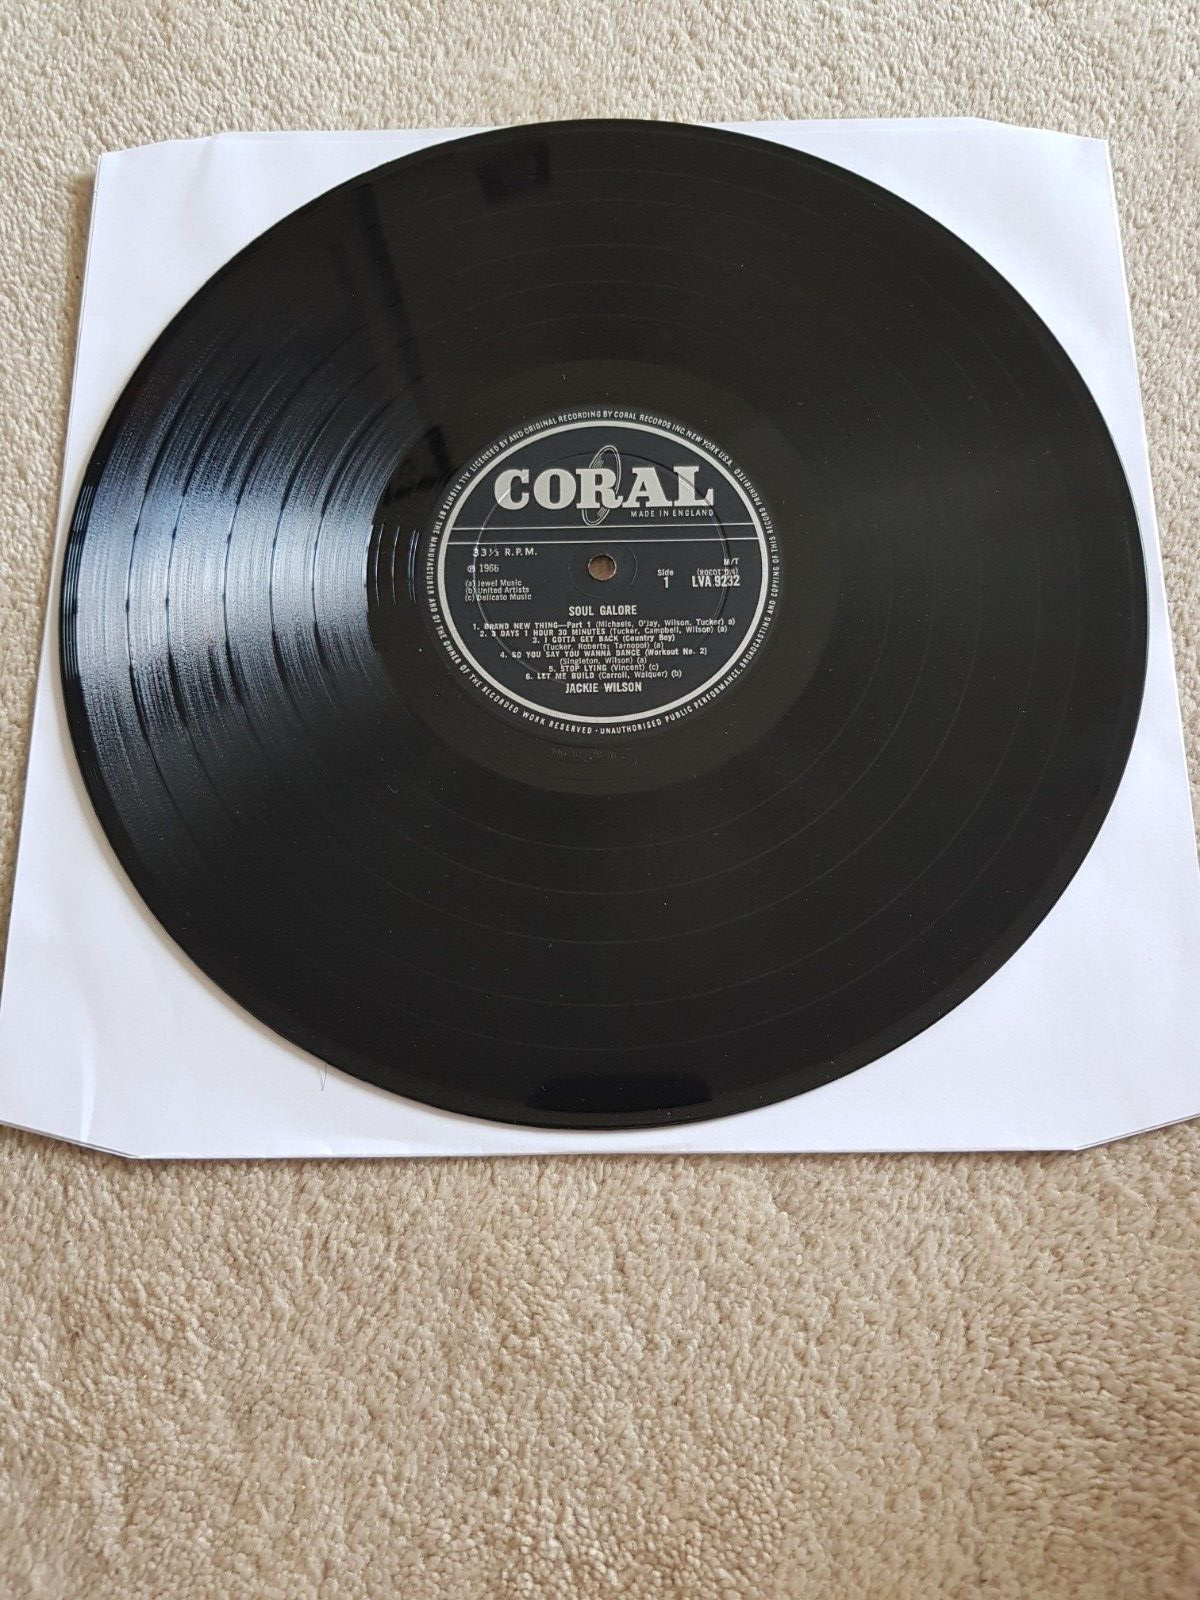 RIGHTS OF THE MANUFACTURER AND OF THE OWNER OF THE RECORDED WORK RESERVED · UNAUTHORISED PUBLIC PERFORMANCE, BROADCASTING AND COPYING OF THIS RECORD PROHIBITED
LICENSED BY AND ORIGINAL RECORDING BY CORAL RECORDS INC. NEW YORK USA. ALL
CORAL
MADE IN ENGLAND
33⅓ R.P.M.
℗ 1966
(a) Jewel Music
(b) United Artists
(c) Delicate Music
M/T
Side
1
LVA.9232
SOUL GALORE
1. BRAND NEW THING—Part 1 (Michaels, O'Jay, Wilson, Tucker) a)
2. 3 DAYS 1 HOUR 30 MINUTES (Tucker, Campbell, Wilson) (a)
3. I GOTTA GET BACK (Country Boy)
(Tucker, Roberts; Tarnopol) (a)
4. SO YOU SAY YOU WANNA DANCE (Workout No. 2)
(Singleton, Wilson) (a)
5. STOP LYING (Vincent) (c)
6. LET ME BUILD (Carroll, Walquer) (b)
JACKIE WILSON